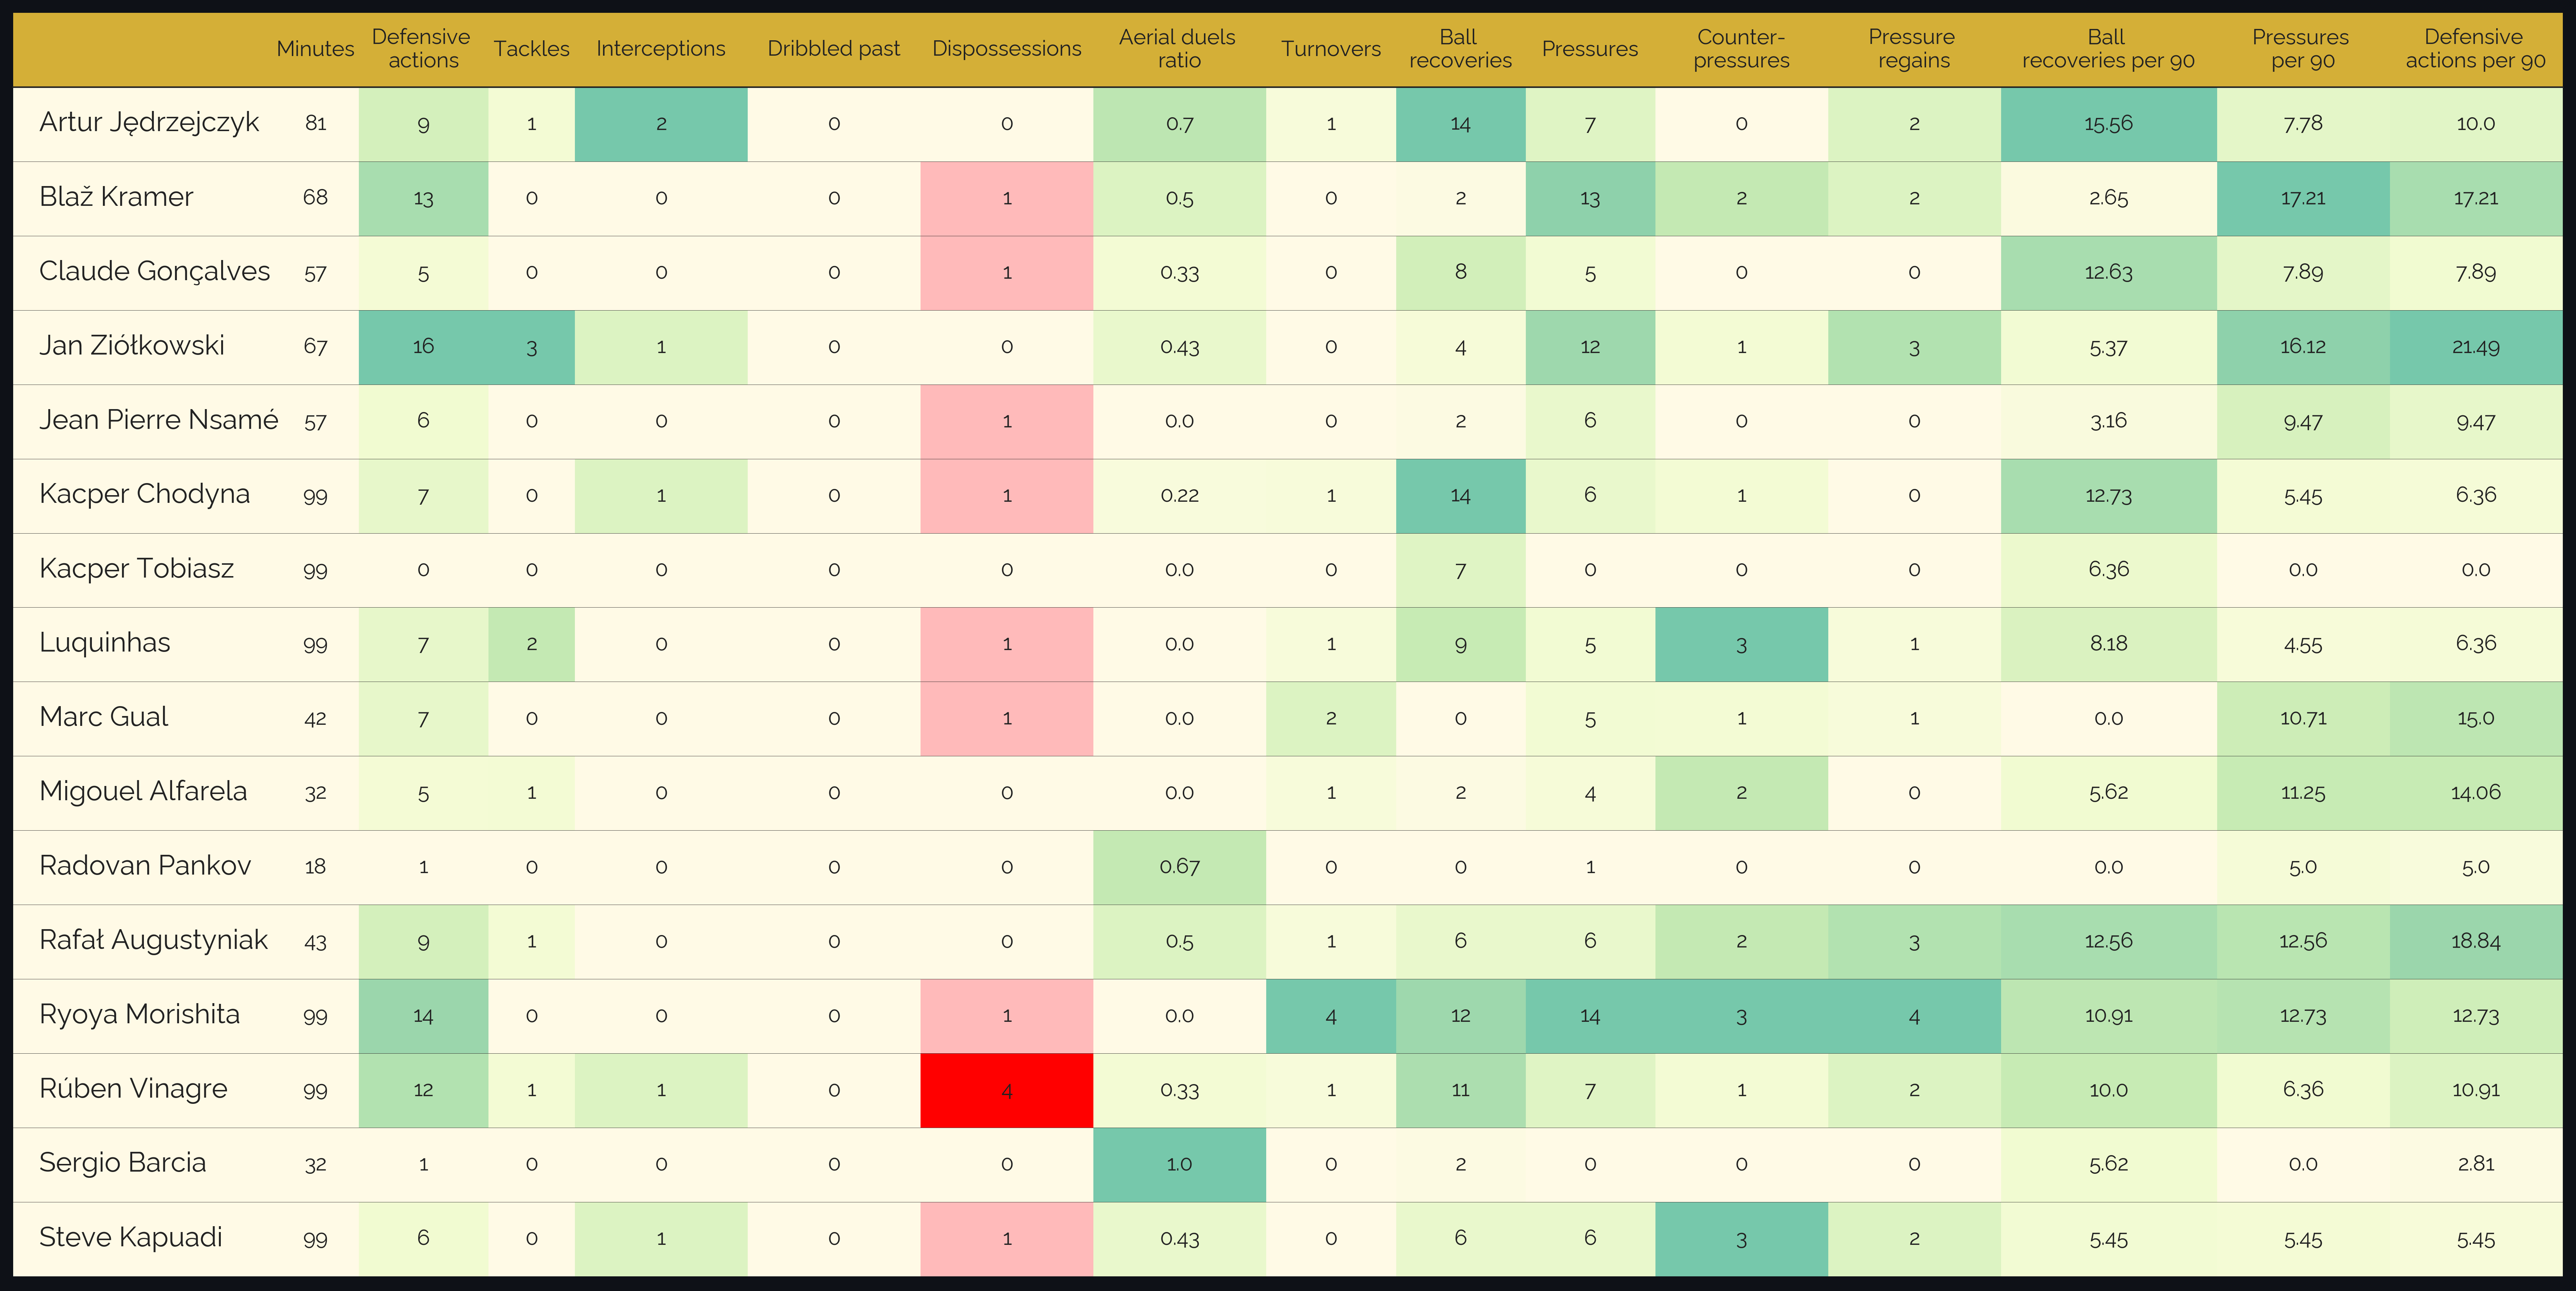 Minutes Defensive actions Tackles Interceptions Dribbled past Dispossessions Aerial duels ratio Turnovers Ball recoveries Pressures Counter-pressures Pressure regains Ball recoveries per 90 Pressures per 90 Defensive actions per 90
Artur Jędrzejczyk 81 9 1 2 0 0 0.7 1 14 7 0 2 15.56 7.78 10.0
Blaž Kramer 68 13 0 0 0 1 0.5 0 2 13 2 2 2.65 17.21 17.21
Claude Gonçalves 57 5 0 0 0 1 0.33 0 8 5 0 0 12.63 7.89 7.89
Jan Ziółkowski 67 16 3 1 0 0 0.43 0 4 12 1 3 5.37 16.12 21.49
Jean Pierre Nsamé 57 6 0 0 0 1 0.0 0 2 6 0 0 3.16 9.47 9.47
Kacper Chodyna 99 7 0 1 0 1 0.22 1 14 6 1 0 12.73 5.45 6.36
Kacper Tobiasz 99 0 0 0 0 0 0.0 0 7 0 0 0 6.36 0.0 0.0
Luquinhas 99 7 2 0 0 1 0.0 1 9 5 3 1 8.18 4.55 6.36
Marc Gual 42 7 0 0 0 1 0.0 2 0 5 1 1 0.0 10.71 15.0
Migouel Alfarela 32 5 1 0 0 0 0.0 1 2 4 2 0 5.62 11.25 14.06
Radovan Pankov 18 1 0 0 0 0 0.67 0 0 1 0 0 0.0 5.0 5.0
Rafał Augustyniak 43 9 1 0 0 0 0.5 1 6 6 2 3 12.56 12.56 18.84
Ryoya Morishita 99 14 0 0 0 1 0.0 4 12 14 3 4 10.91 12.73 12.73
Rúben Vinagre 99 12 1 1 0 4 0.33 1 11 7 1 2 10.0 6.36 10.91
Sergio Barcia 32 1 0 0 0 0 1.0 0 2 0 0 0 5.62 0.0 2.81
Steve Kapuadi 99 6 0 1 0 1 0.43 0 6 6 3 2 5.45 5.45 5.45